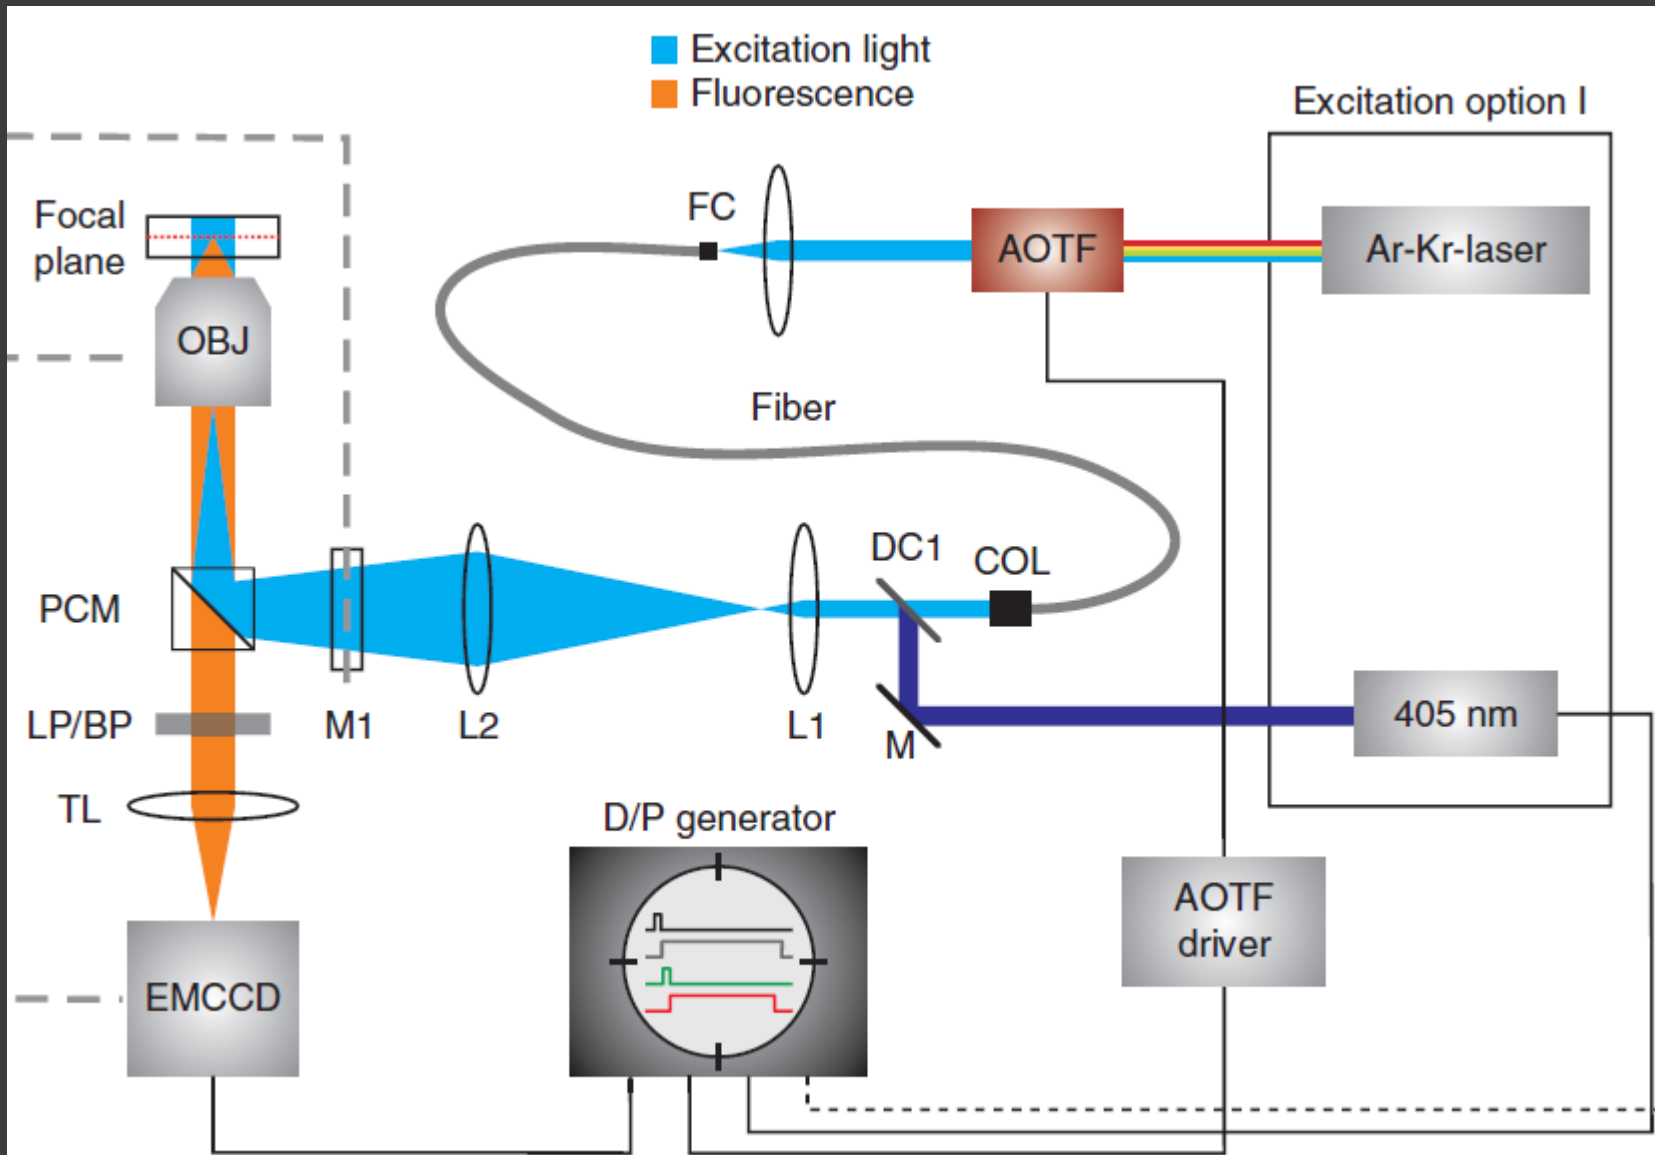 Excitation light
Fluorescence
Excitation option I
Focal
plane
FC
AOTF
Ar-Kr-laser
OBJ
Fiber
DC1
COL
PCM
LP/BP
M1
L2
L1
M
405 nm
TL
D/P generator
AOTF
driver
EMCCD